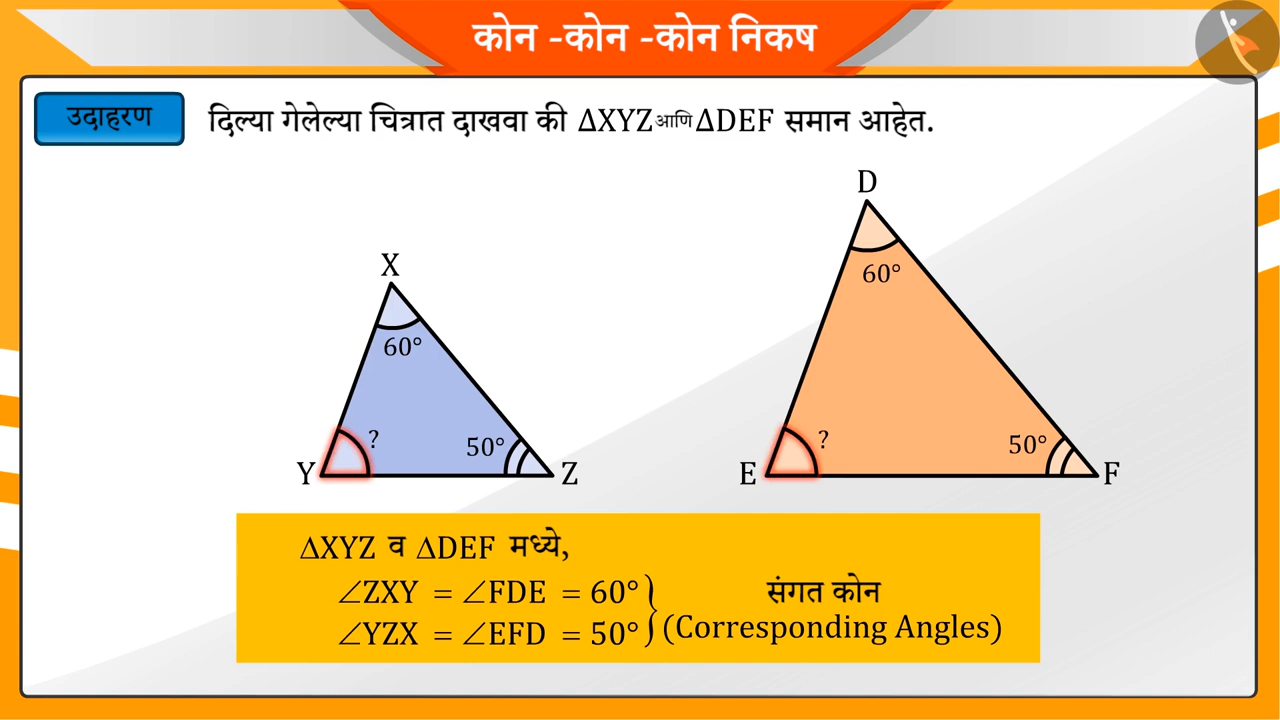 कोन -कोन -कोन निकष
उदाहरण
दिल्या गेलेल्या चित्रात दाखवा की ΔXYZ आणि ΔDEF समान आहेत.
D
60°
X
60°
?
50°
Y
Z
?
50°
E
F
ΔXYZ व ΔDEF मध्ये,
∠ZXY = ∠FDE = 60°
∠YZX = ∠EFD = 50°
संगत कोन
(Corresponding Angles)